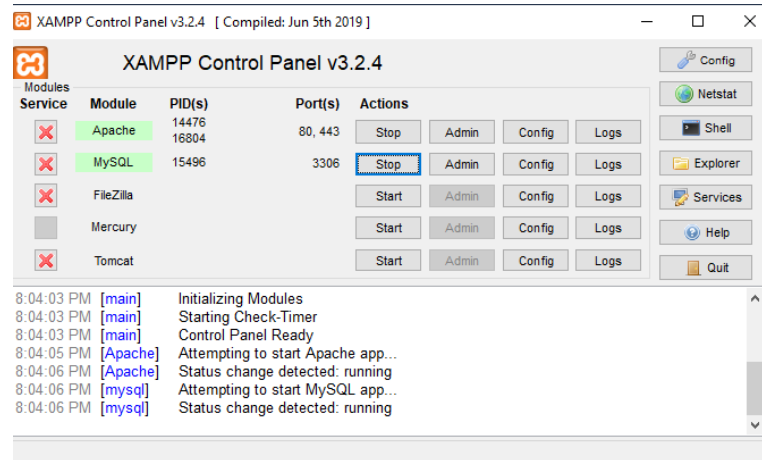 XAMPP Control Panel v3.2.4 [ Compiled: Jun 5th 2019 ]
XAMPP Control Panel v3.2.4
Config
Modules
Service Module PID(s) Port(s) Actions
Netstat
Apache 14476 16804 80, 443 Stop Admin Config Logs
Shell
MySQL 15496 3306 Stop Admin Config Logs
Explorer
FileZilla Start Admin Config Logs
Services
Mercury Start Admin Config Logs
Help
Tomcat Start Admin Config Logs
Quit
8:04:03 PM [main] Initializing Modules
8:04:03 PM [main] Starting Check-Timer
8:04:03 PM [main] Control Panel Ready
8:04:05 PM [Apache] Attempting to start Apache app...
8:04:06 PM [Apache] Status change detected: running
8:04:06 PM [mysql] Attempting to start MySQL app...
8:04:06 PM [mysql] Status change detected: running